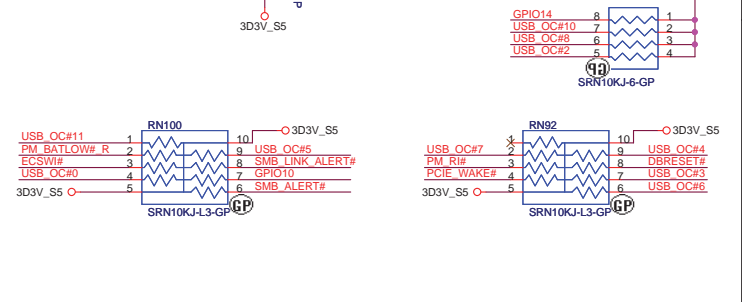 P
3D3V_S5
GPIO14 8 1
USB_OC#10 7 2
USB_OC#8 6 3
USB_OC#2 5 4
GP
SRN10KJ-6-GP
RN100
3D3V_S5
USB_OC#11 1 10
PM_BATLOW#_R 2 9 USB_OC#5
ECSWI# 3 8 SMB_LINK_ALERT#
USB_OC#0 4 7 GPIO10
3D3V_S5 5 6 SMB_ALERT#
SRN10KJ-L3-GP GP
RN92
3D3V_S5
1 10
USB_OC#7 2 9 USB_OC#4
PM_RI# 3 8 DBRESET#
PCIE_WAKE# 4 7 USB_OC#3
3D3V_S5 5 6 USB_OC#6
SRN10KJ-L3-GP GP